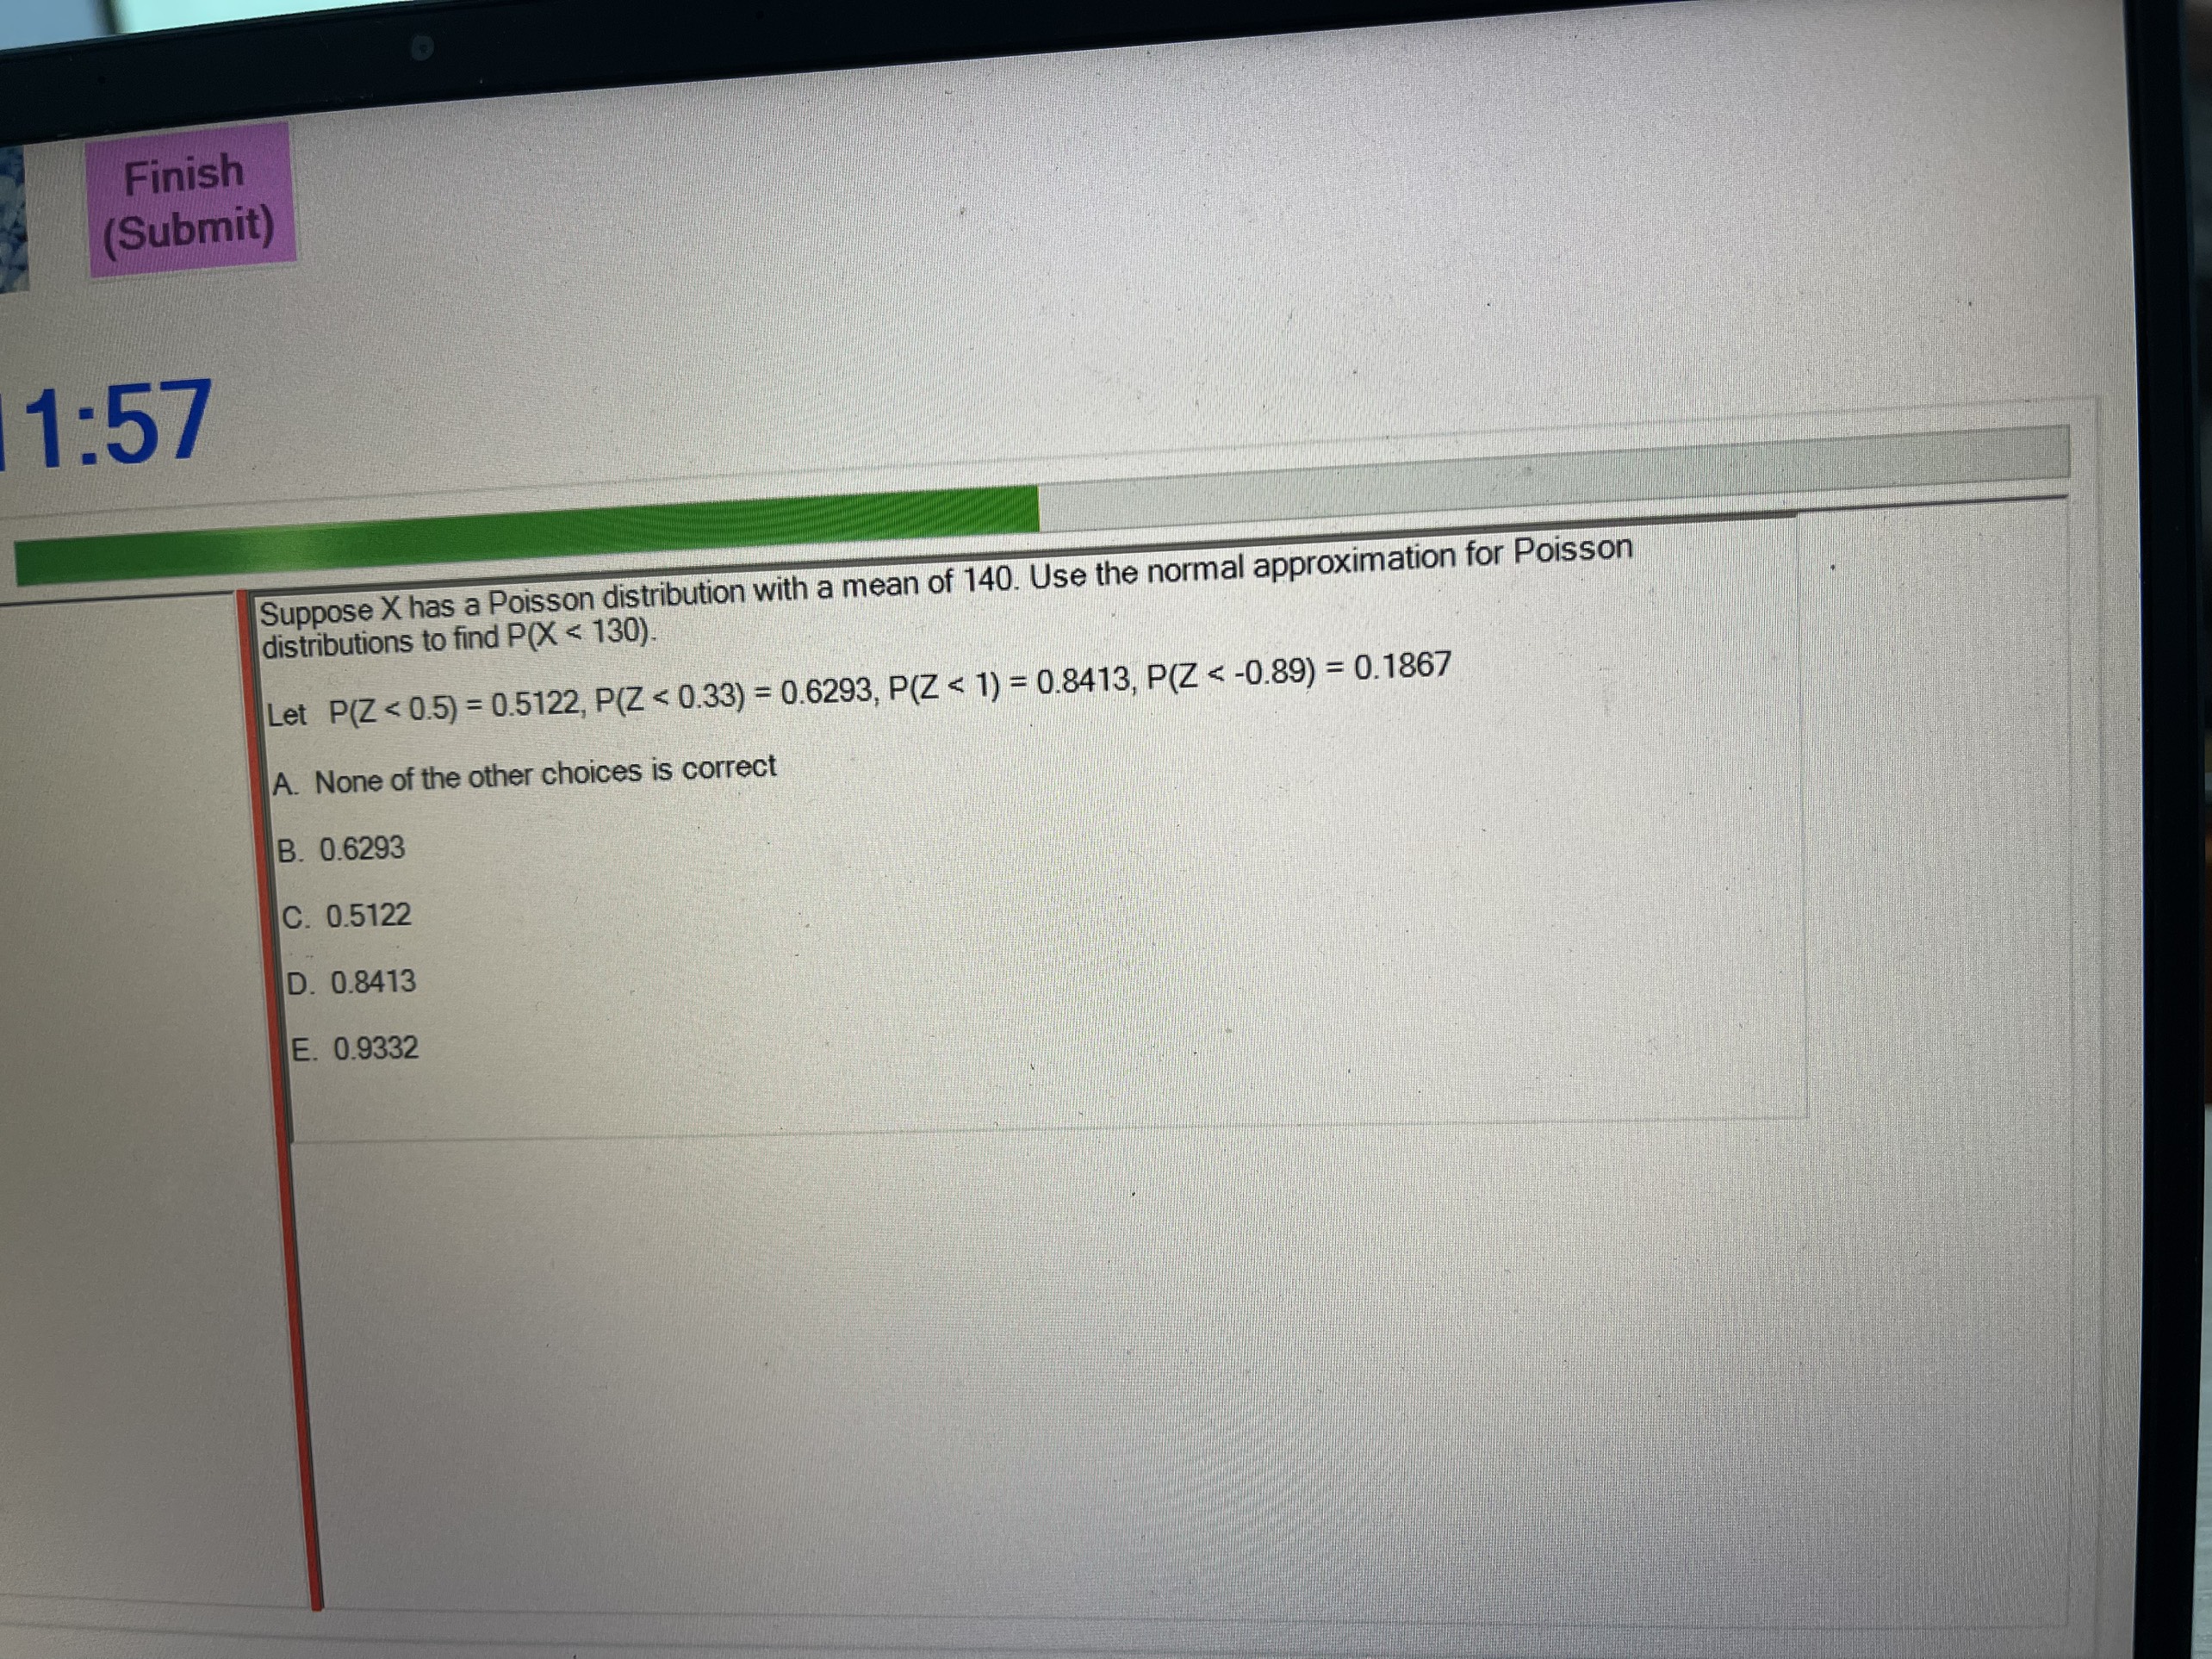 Finish
(Submit)
1:57
Suppose X has a Poisson distribution with a mean of 140. Use the normal approximation for Poisson
distributions to find P(X < 130).
Let P(Z < 0.5) = 0.5122, P(Z < 0.33) = 0.6293, P(Z < 1) = 0.8413, P(Z < -0.89) = 0.1867
A. None of the other choices is correct
B. 0.6293
C. 0.5122
D. 0.8413
E. 0.9332